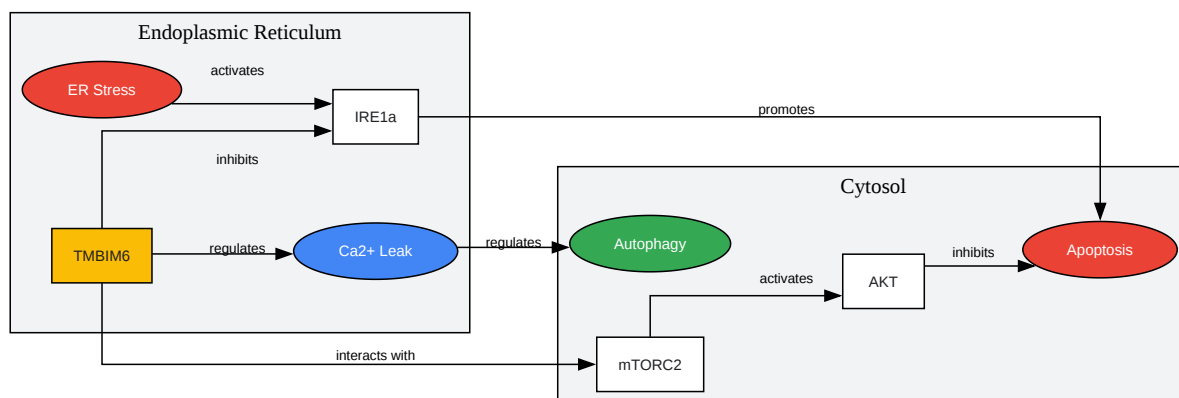 Endoplasmic Reticulum
activates
ER Stress
IRE1a
promotes
inhibits
Cytosol
TMBIM6
regulates
Ca2+ Leak
regulates
Autophagy
activates
AKT
inhibits
Apoptosis
interacts with
mTORC2